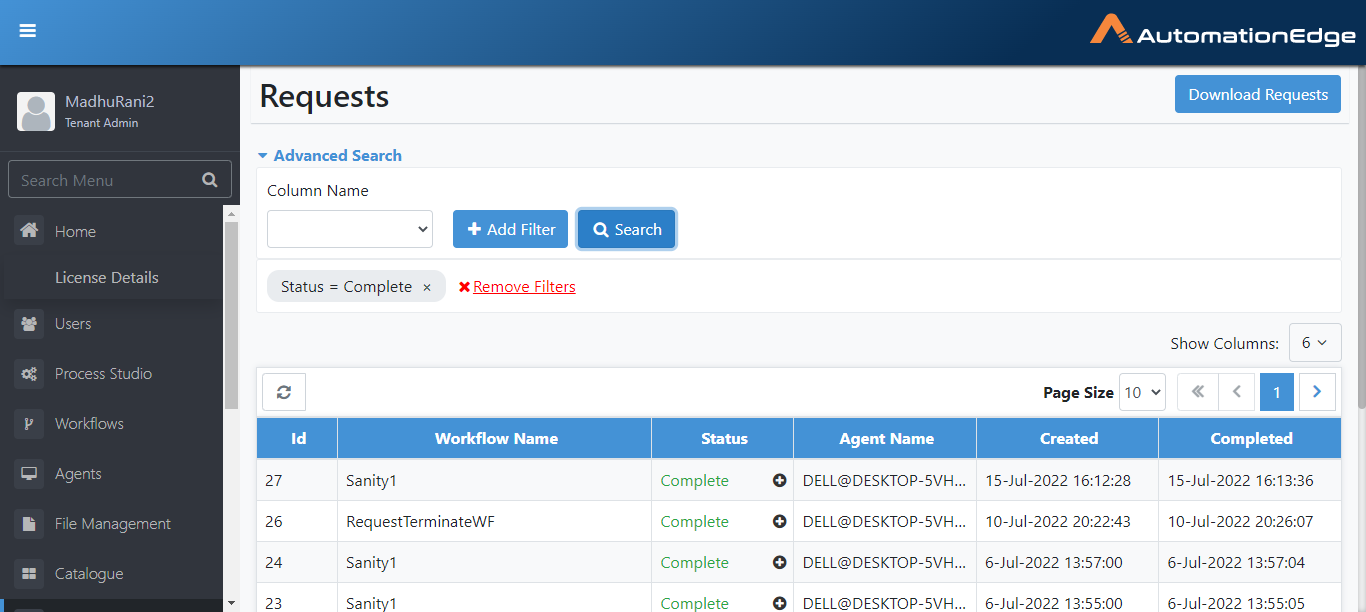 AutomationEdge
MadhuRani2
Tenant Admin
Search Menu
Home
License Details
Users
Process Studio
Workflows
Agents
File Management
Catalogue
Requests
Download Requests
Advanced Search
Column Name
Add Filter
Search
Status = Complete ×
Remove Filters
Show Columns: 6
Page Size 10 « 1
Id Workflow Name Status Agent Name Created Completed
27 Sanity1 Complete DELL@DESKTOP-5VH... 15-Jul-2022 16:12:28 15-Jul-2022 16:13:36
26 RequestTerminateWF Complete DELL@DESKTOP-5VH... 10-Jul-2022 20:22:43 10-Jul-2022 20:26:07
24 Sanity1 Complete DELL@DESKTOP-5VH... 6-Jul-2022 13:57:00 6-Jul-2022 13:57:04
23 Sanity1 Complete DELL@DESKTOP-5VH... 6-Jul-2022 13:55:00 6-Jul-2022 13:55:05